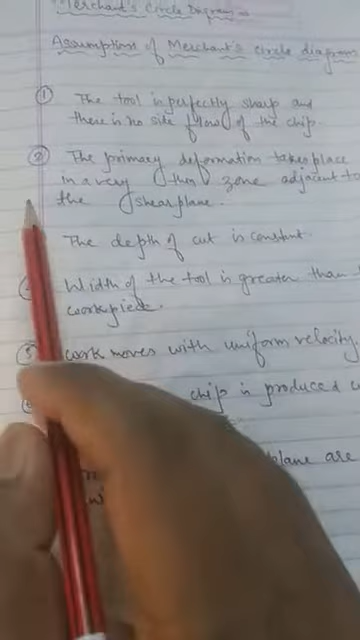 Merchant's Circle Diagram
Assumptions of Merchant's circle diagram
① The tool is perfectly sharp and
there is no side flow of the chip.
② The primary deformation takes place
in a very thin zone adjacent to
the shear plane.
The depth of cut is constant.
Width of the tool is greater than
workpiece.
⑤ work moves with uniform velocity.
chip is produced
plane are